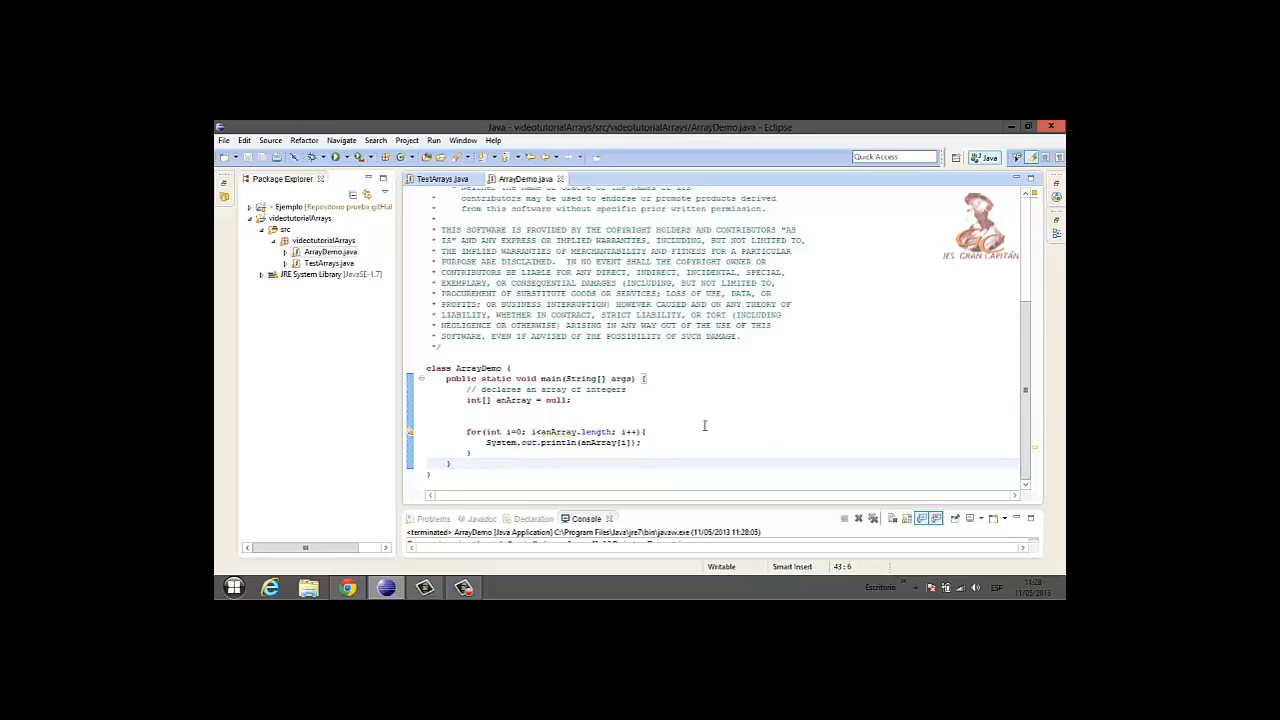 Java - videotutorialArrays/src/videotutorialArrays/ArrayDemo.java - Eclipse
File Edit Source Refactor Navigate Search Project Run Window Help
Quick Access
Java
Package Explorer
TestArrays.java
ArrayDemo.java
Ejemplo [Repositorio prueba gitHul
videotutorialArrays
src
videotutorialArrays
ArrayDemo.java
TestArrays.java
JRE System Library [JavaSE-1.7]
contributors may be used to endorse or promote products derived
* from this software without specific prior written permission.
*
* THIS SOFTWARE IS PROVIDED BY THE COPYRIGHT HOLDERS AND CONTRIBUTORS "AS
* IS" AND ANY EXPRESS OR IMPLIED WARRANTIES, INCLUDING, BUT NOT LIMITED TO,
* THE IMPLIED WARRANTIES OF MERCHANTABILITY AND FITNESS FOR A PARTICULAR
* PURPOSE ARE DISCLAIMED.  IN NO EVENT SHALL THE COPYRIGHT OWNER OR
* CONTRIBUTORS BE LIABLE FOR ANY DIRECT, INDIRECT, INCIDENTAL, SPECIAL,
* EXEMPLARY, OR CONSEQUENTIAL DAMAGES (INCLUDING, BUT NOT LIMITED TO,
* PROCUREMENT OF SUBSTITUTE GOODS OR SERVICES; LOSS OF USE, DATA, OR
* PROFITS; OR BUSINESS INTERRUPTION) HOWEVER CAUSED AND ON ANY THEORY OF
* LIABILITY, WHETHER IN CONTRACT, STRICT LIABILITY, OR TORT (INCLUDING
* NEGLIGENCE OR OTHERWISE) ARISING IN ANY WAY OUT OF THE USE OF THIS
* SOFTWARE, EVEN IF ADVISED OF THE POSSIBILITY OF SUCH DAMAGE.
*/
class ArrayDemo {
public static void main(String[] args) {
// declares an array of integers
int[] anArray = null;
for(int i=0; i<anArray.length; i++){
System.out.println(anArray[i]);
}
}
}
IES GRAN CAPITÁN
Problems Javadoc Declaration Console
<terminated> ArrayDemo [Java Application] C:\Program Files\Java\jre7\bin\javaw.exe (11/05/2013 11:28:05)
Writable Smart Insert 43 : 6
Escritorio
ESP
11:28
11/05/2013